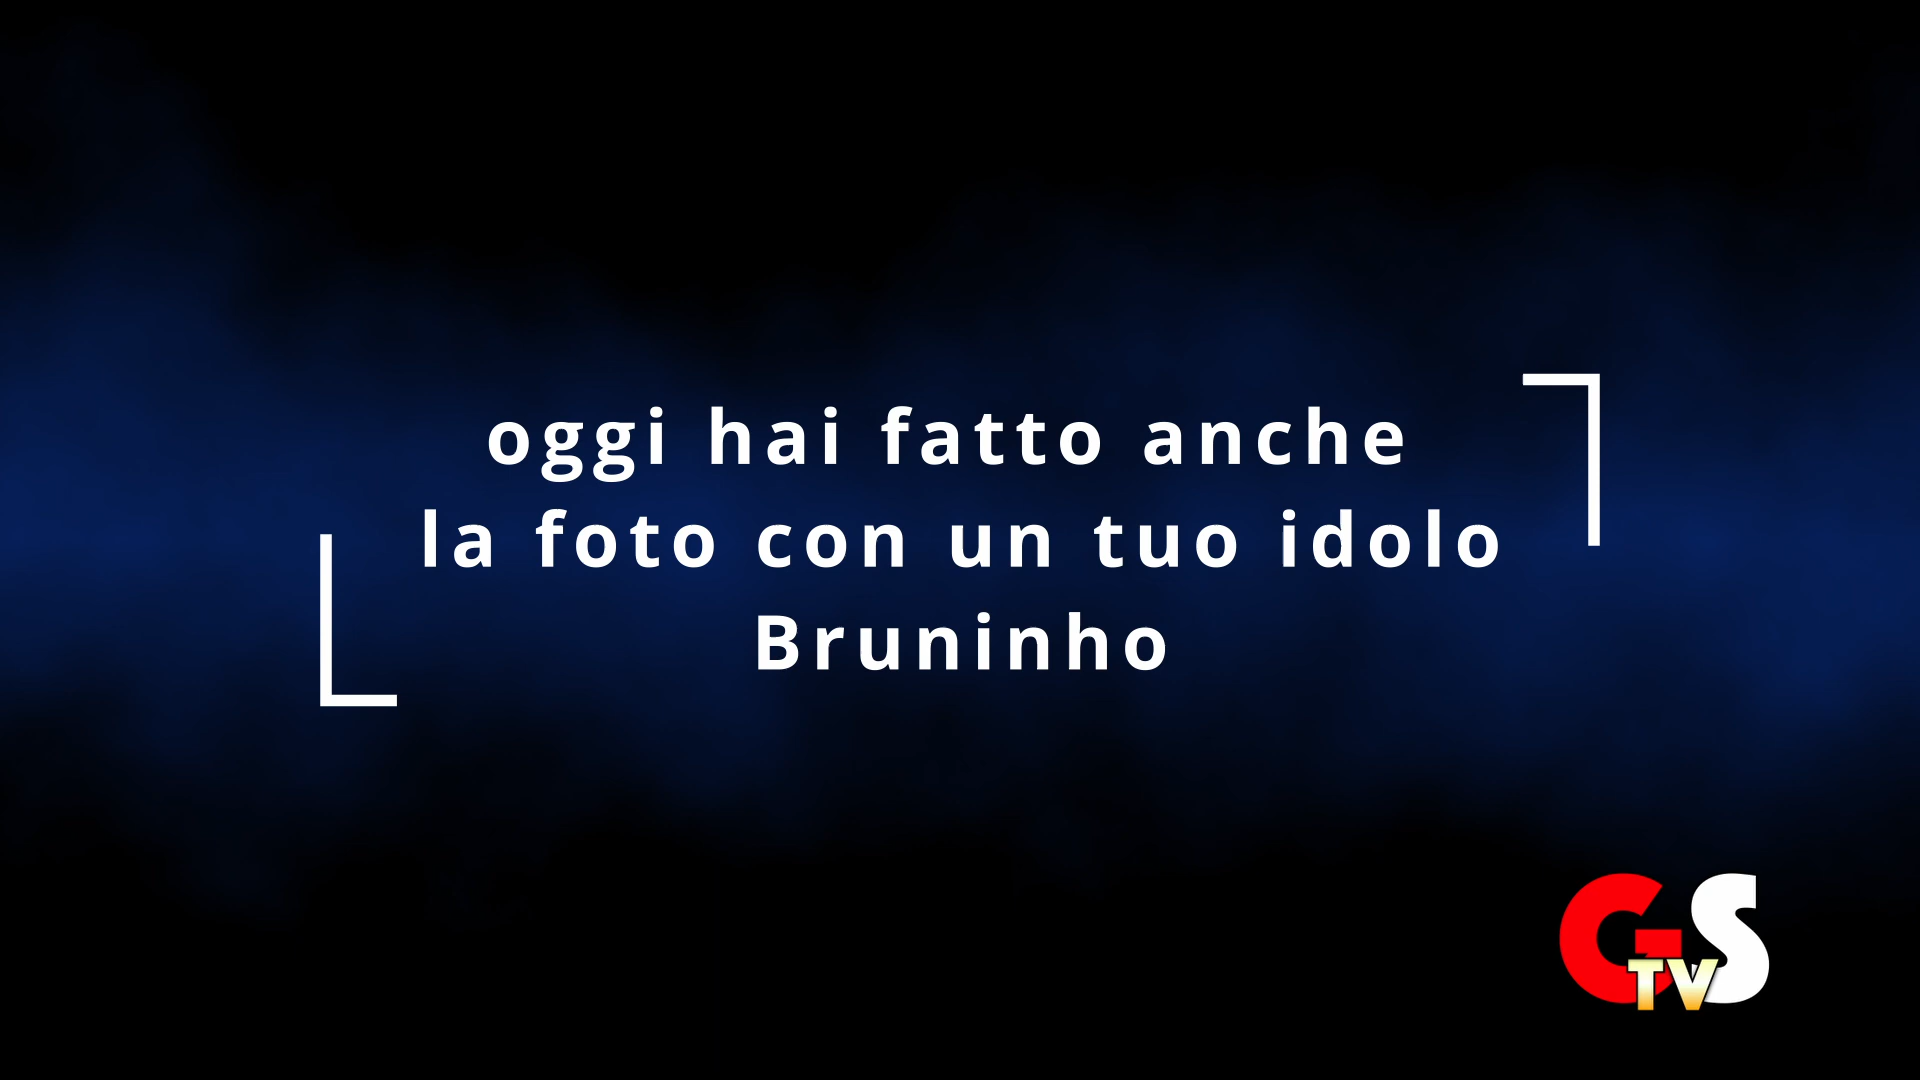 oggi hai fatto anche
la foto con un tuo idolo
Bruninho
GS
TV